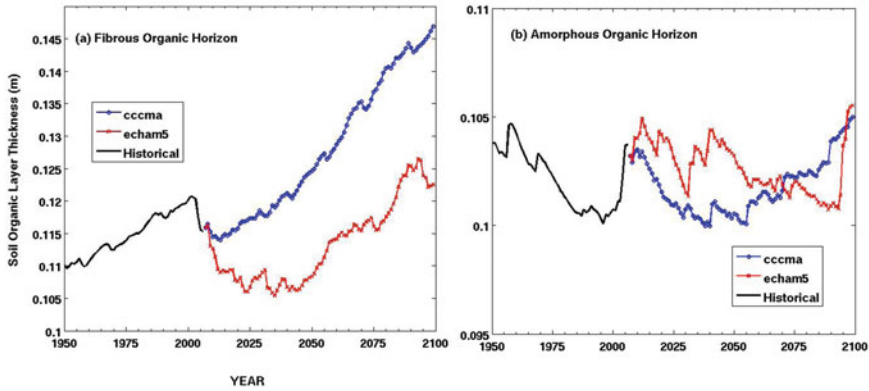 (a) Fibrous Organic Horizon
Soil Organic Layer Thickness (m)
0.145
0.14
0.135
0.13
0.125
0.12
0.115
0.11
0.105
0.1
cccma
echam5
Historical
1950 1975 2000 2025 2050 2075 2100
YEAR
(b) Amorphous Organic Horizon
0.11
0.105
0.1
0.095
cccma
echam5
Historical
1950 1975 2000 2025 2050 2075 2100